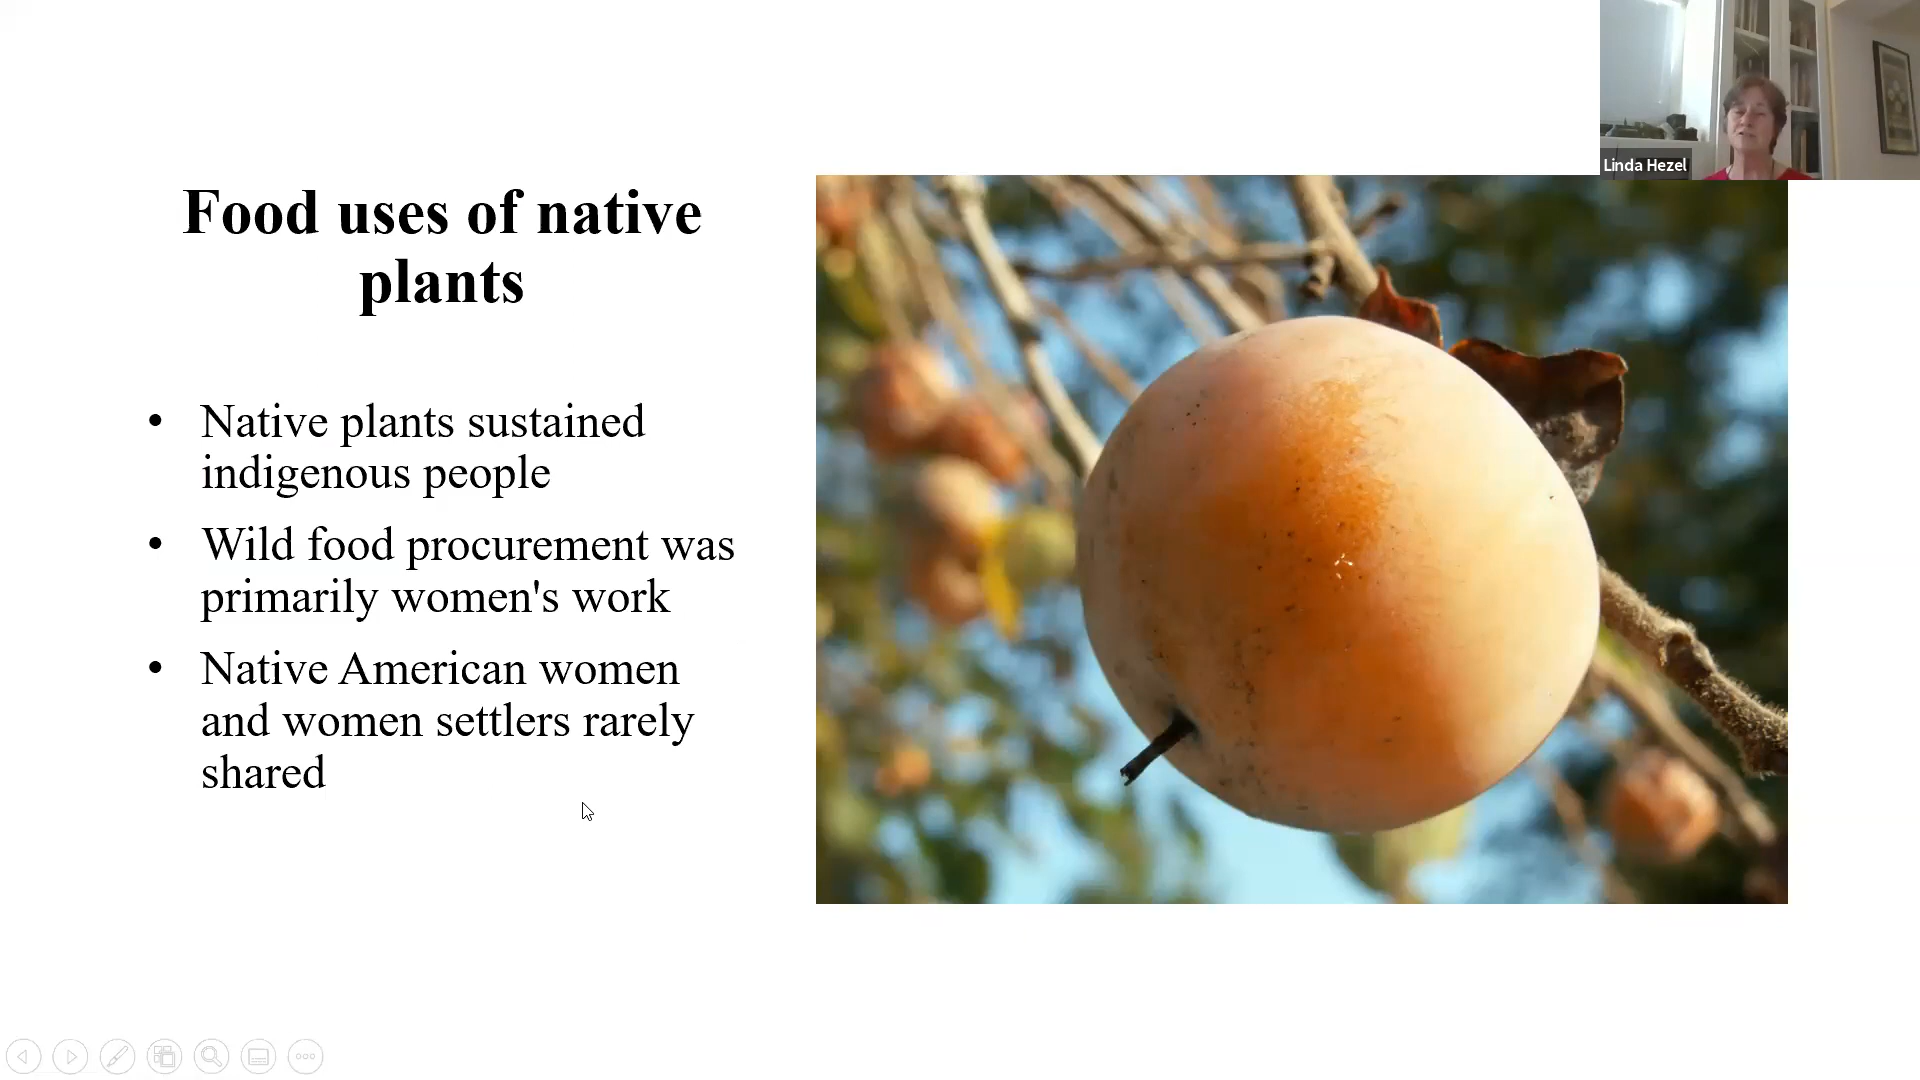 Linda Hezel
Food uses of native
plants
• Native plants sustained
indigenous people
• Wild food procurement was
primarily women's work
• Native American women
and women settlers rarely
shared